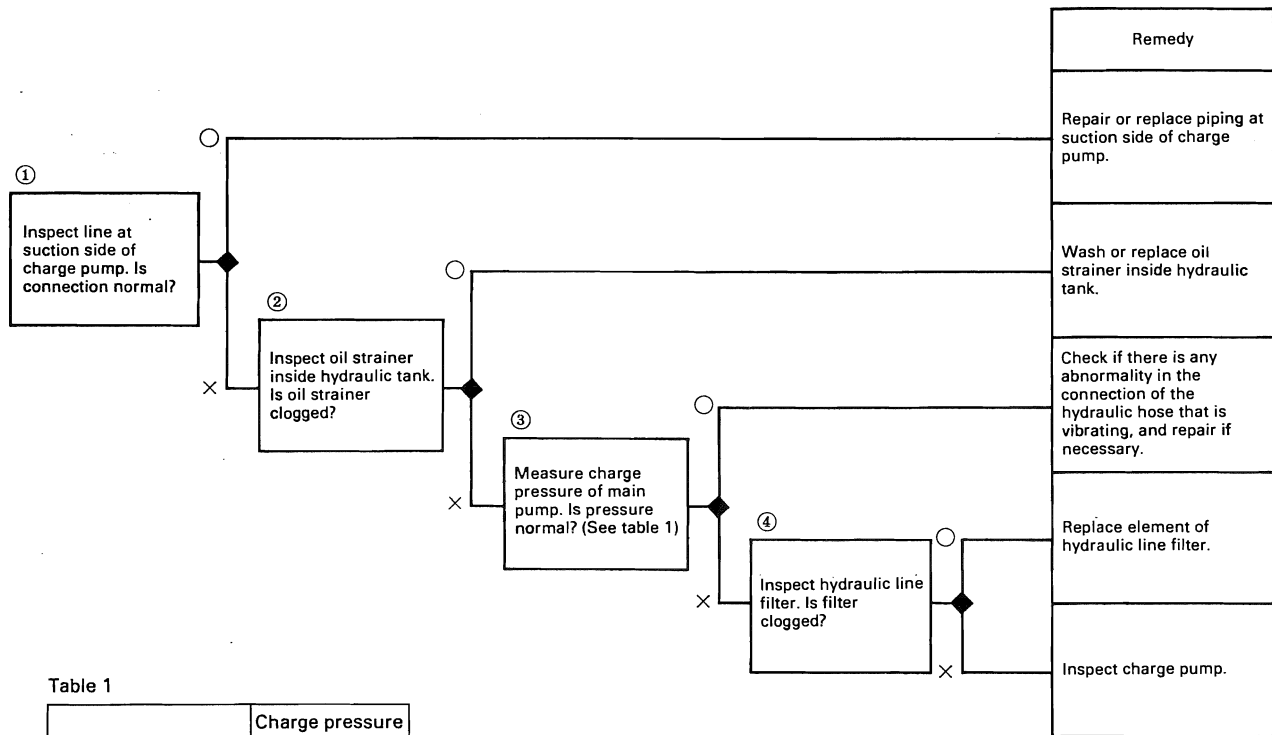 Remedy
○
Repair or replace piping at
suction side of charge
pump.
①
Inspect line at
suction side of
charge pump. Is
connection normal?
×
○
Wash or replace oil
strainer inside hydraulic
tank.
②
Inspect oil strainer
inside hydraulic tank.
Is oil strainer
clogged?
×
○
Check if there is any
abnormality in the
connection of the
hydraulic hose that is
vibrating, and repair if
necessary.
③
Measure charge
pressure of main
pump. Is pressure
normal? (See table 1)
×
○
Replace element of
hydraulic line filter.
④
Inspect hydraulic line
filter. Is filter
clogged?
×
Inspect charge pump.
Table 1
Charge pressure